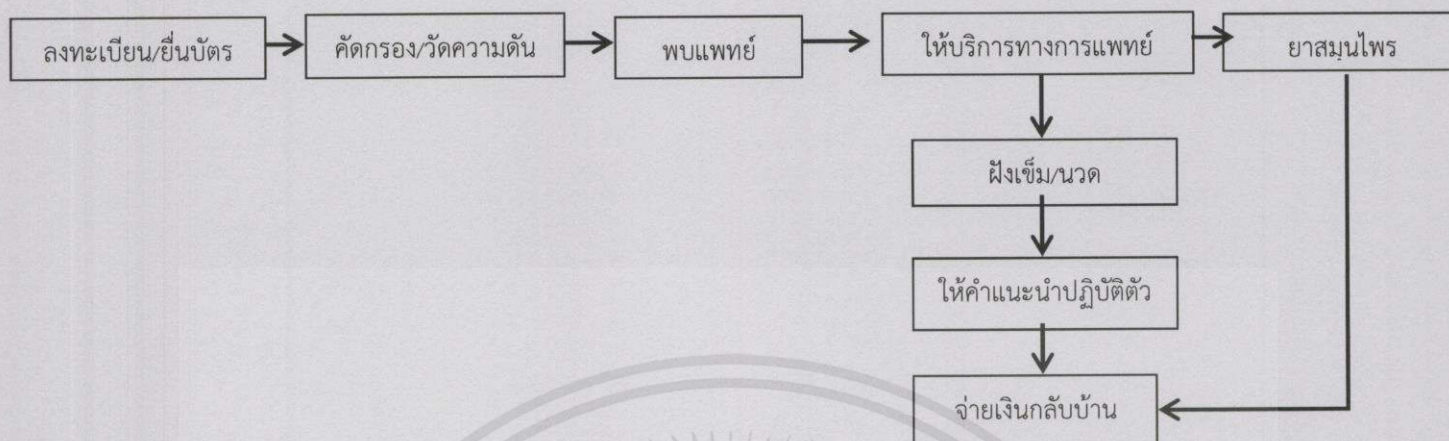 ลงทะเบียน/ยื่นบัตร
คัดกรอง/วัดความดัน
พบแพทย์
ให้บริการทางการแพทย์
ยาสมุนไพร
ฝังเข็ม/นวด
ให้คำแนะนำปฏิบัติตัว
จ่ายเงินกลับบ้าน